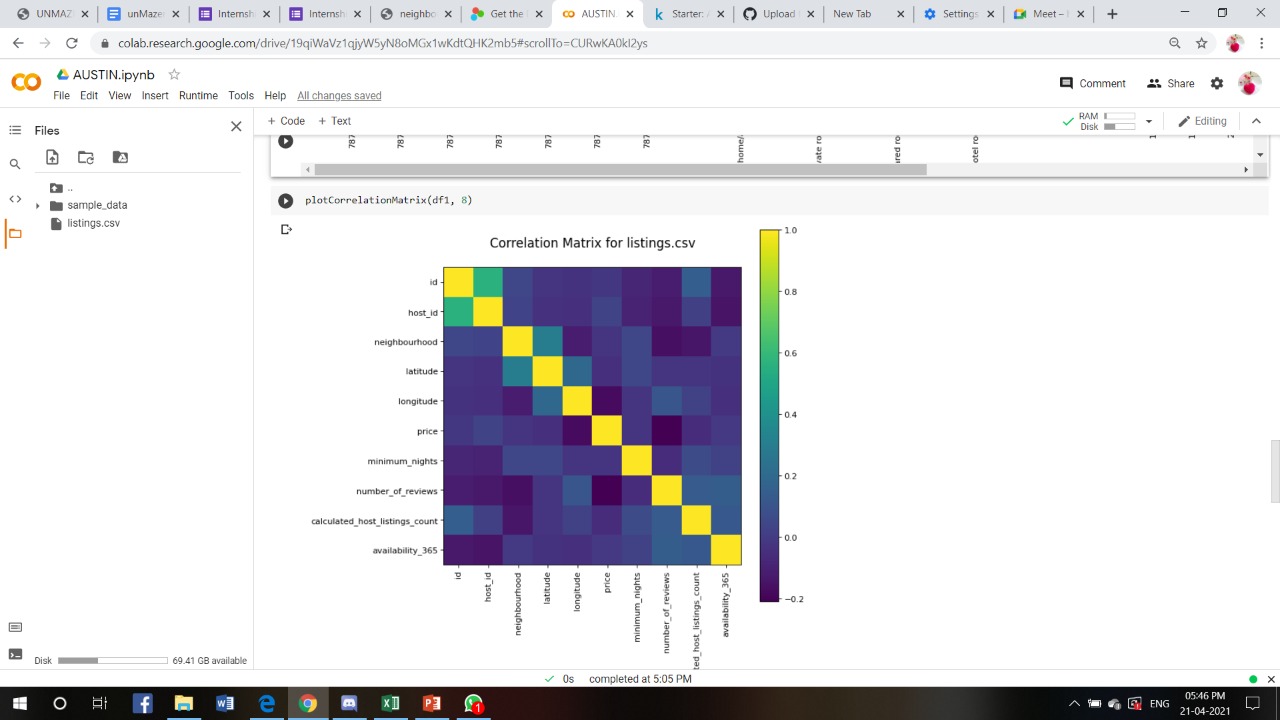 UNMAZ
unMaze
Internsh
Internsh
neighbo
Get the
AUSTIN.
Starter:
Upload
New Tab
Settings
Meet –
colab.research.google.com/drive/19qiWaVz1qjyW5yN8oMGx1wKdtQHK2mb5#scrollTo=CURwKA0kI2ys
AUSTIN.ipynb
File Edit View Insert Runtime Tools Help All changes saved
Comment Share
+ Code + Text
RAM
Disk
Editing
Files
..
sample_data
listings.csv
787 787 787 787 787 787 787
home/
vate ro
red ro
otel ro
plotCorrelationMatrix(df1, 8)
Correlation Matrix for listings.csv
id
host_id
neighbourhood
latitude
longitude
price
minimum_nights
number_of_reviews
calculated_host_listings_count
availability_365
id
host_id
neighbourhood
latitude
longitude
price
minimum_nights
number_of_reviews
ted_host_listings_count
availability_365
1.0
0.8
0.6
0.4
0.2
0.0
−0.2
Disk 69.41 GB available
0s completed at 5:05 PM
1
ENG
05:46 PM
21-04-2021